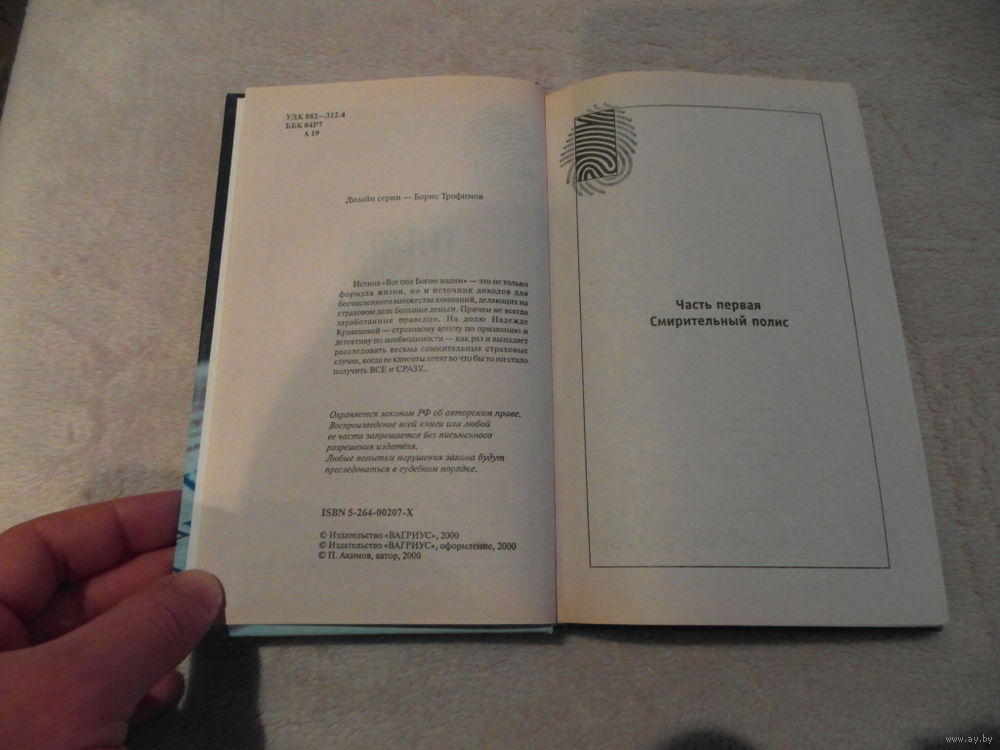 УДК 882—312.4
ББК 84Р7
А 19
Дизайн серии — Борис Трофимов
Истина «Все под Богом ходим» — это не только
формула жизни, но и источник доходов для
бесчисленного множества компаний, делающих на
страховом деле большие деньги. Причем не всегда
заработанные праведно. На долю Надежде
Кузнецовой — страховому агенту по призванию и
детективу по необходимости — как раз и выпадает
расследовать весьма сомнительные страховые
случаи, когда ее клиенты хотят во что бы то ни стало
получить ВСЕ и СРАЗУ...
Охраняется законом РФ об авторском праве.
Воспроизведение всей книги или любой
ее части запрещается без письменного
разрешения издателя.
Любые попытки нарушения закона будут
преследоваться в судебном порядке.
ISBN 5-264-00207-X
© Издательство «ВАГРИУС», 2000
© Издательство «ВАГРИУС», оформление, 2000
© П. Акимов, автор, 2000
Часть первая
Смирительный полис
www.ay.by